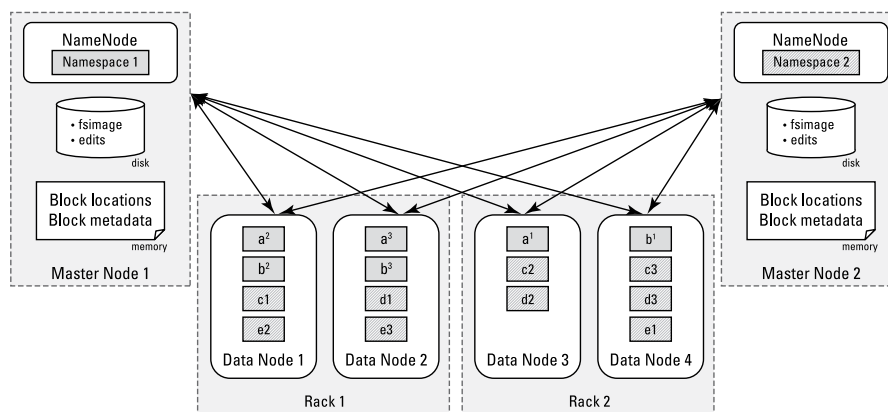 NameNode
Namespace 1
• fsimage
• edits
disk
Block locations
Block metadata
memory
Master Node 1
NameNode
Namespace 2
• fsimage
• edits
disk
Block locations
Block metadata
memory
Master Node 2
a²
b²
c1
e2
Data Node 1
a³
b³
d1
e3
Data Node 2
Rack 1
a¹
c2
d2
Data Node 3
b¹
c3
d3
e1
Data Node 4
Rack 2